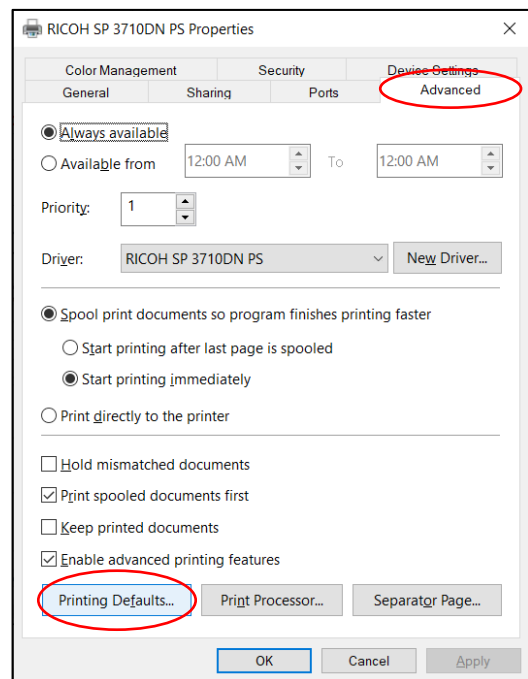 RICOH SP 3710DN PS Properties
Color Management Security Device Settings
General Sharing Ports Advanced
Always available
Available from 12:00 AM To 12:00 AM
Priority: 1
Driver: RICOH SP 3710DN PS New Driver...
Spool print documents so program finishes printing faster
Start printing after last page is spooled
Start printing immediately
Print directly to the printer
Hold mismatched documents
Print spooled documents first
Keep printed documents
Enable advanced printing features
Printing Defaults... Print Processor... Separator Page...
OK Cancel Apply